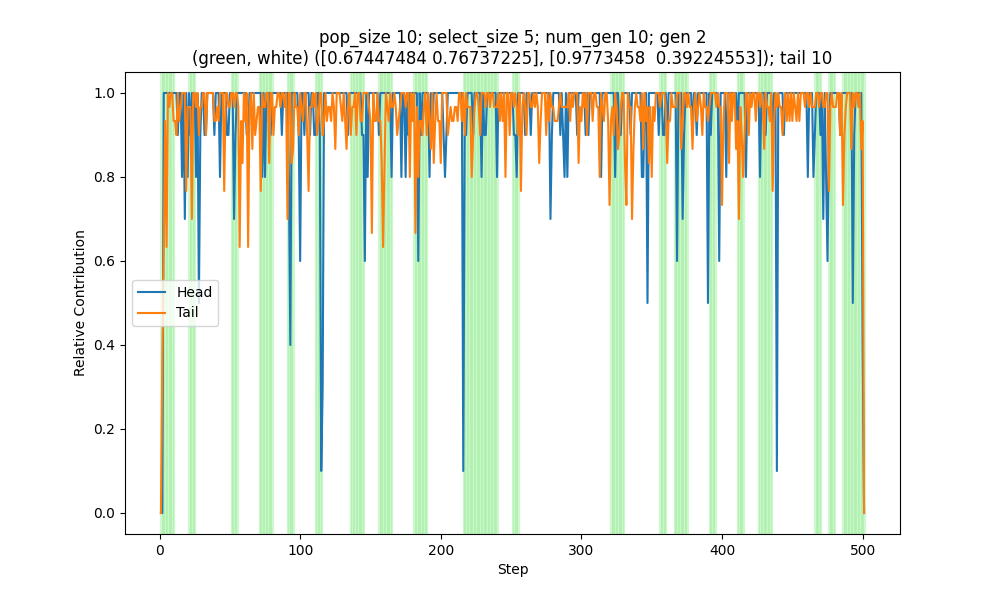 pop_size 10; select_size 5; num_gen 10; gen 2
(green, white) ([0.67447484 0.76737225], [0.9773458  0.39224553]); tail 10
1.0
0.8
0.6
0.4
0.2
0.0
Relative Contribution
Head
Tail
0 100 200 300 400 500
Step